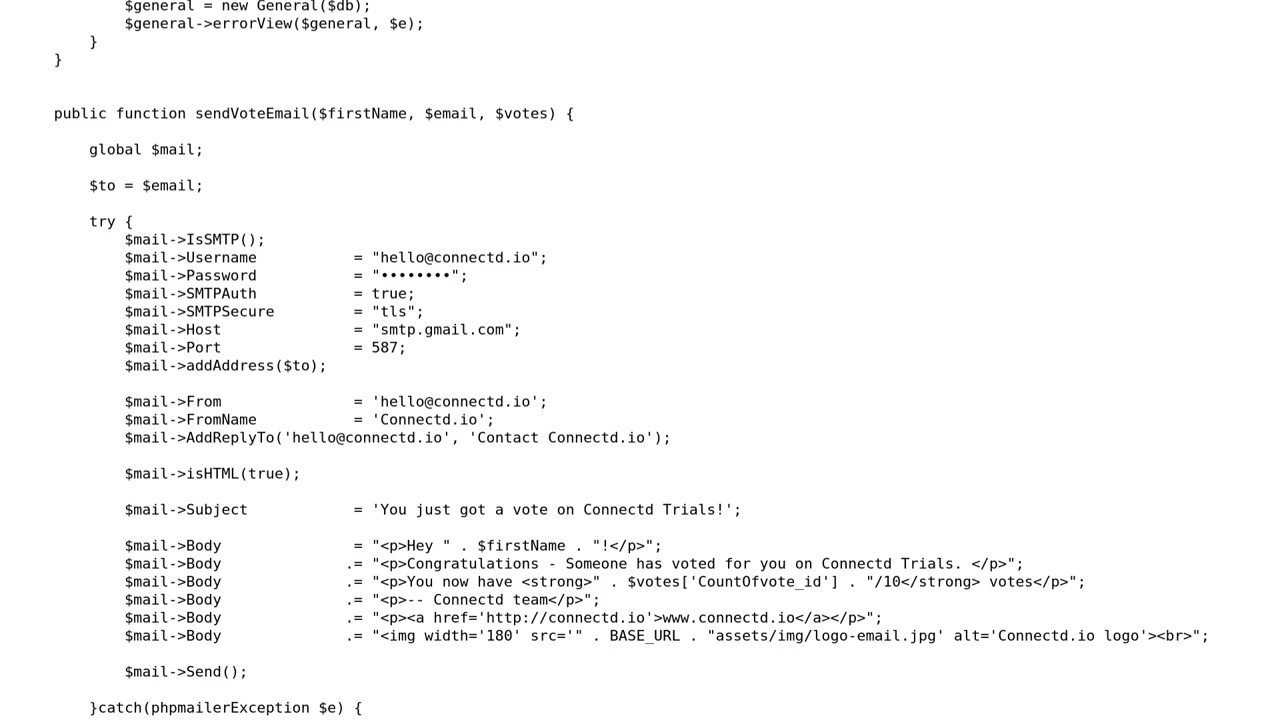 $general = new General($db);
$general->errorView($general, $e);
}
}
public function sendVoteEmail($firstName, $email, $votes) {
global $mail;
$to = $email;
try {
$mail->IsSMTP();
$mail->Username = "hello@connectd.io";
$mail->Password = "••••••••";
$mail->SMTPAuth = true;
$mail->SMTPSecure = "tls";
$mail->Host = "smtp.gmail.com";
$mail->Port = 587;
$mail->addAddress($to);
$mail->From = 'hello@connectd.io';
$mail->FromName = 'Connectd.io';
$mail->AddReplyTo('hello@connectd.io', 'Contact Connectd.io');
$mail->isHTML(true);
$mail->Subject = 'You just got a vote on Connectd Trials!';
$mail->Body = "<p>Hey " . $firstName . "!</p>";
$mail->Body .= "<p>Congratulations - Someone has voted for you on Connectd Trials. </p>";
$mail->Body .= "<p>You now have <strong>" . $votes['CountOfvote_id'] . "/10</strong> votes</p>";
$mail->Body .= "<p>-- Connectd team</p>";
$mail->Body .= "<p><a href='http://connectd.io'>www.connectd.io</a></p>";
$mail->Body .= "<img width='180' src='" . BASE_URL . "assets/img/logo-email.jpg' alt='Connectd.io logo'><br>";
$mail->Send();
}catch(phpmailerException $e) {